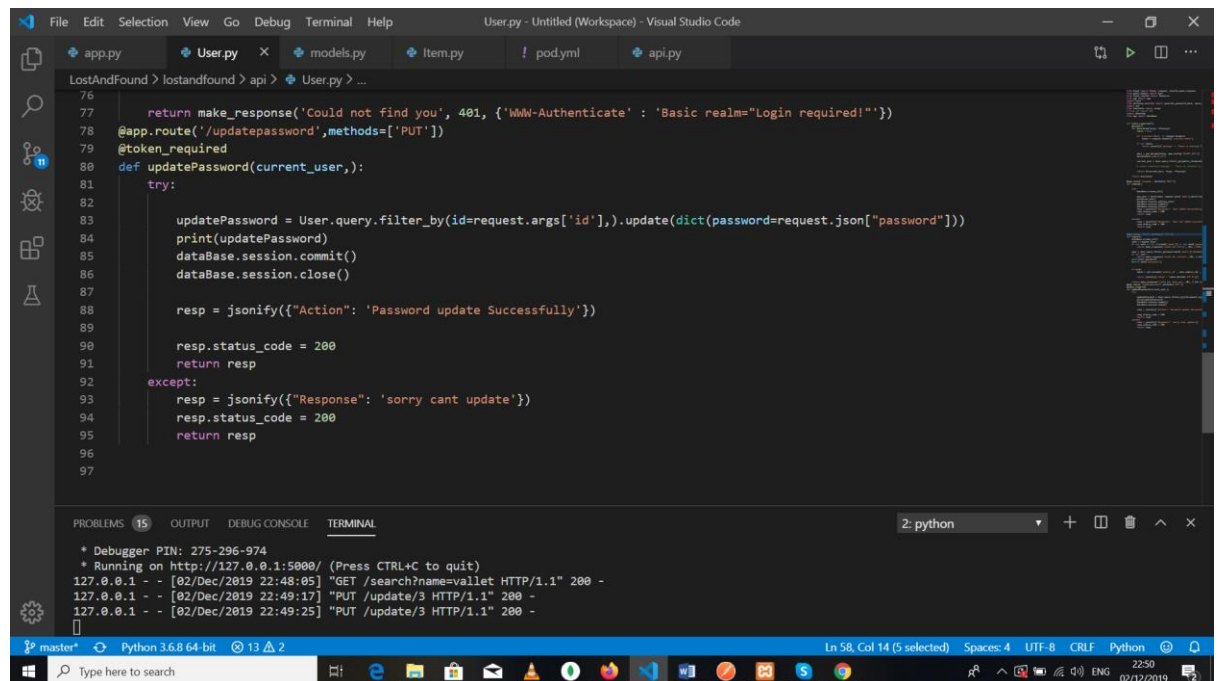 File Edit Selection View Go Debug Terminal Help User.py - Untitled (Workspace) - Visual Studio Code
app.py User.py × models.py Item.py ! pod.yml api.py
LostAndFound > lostandfound > api > User.py > ...
76
77 return make_response('Could not find you', 401, {'WWW-Authenticate' : 'Basic realm="Login required!"'})
78 @app.route('/updatepassword',methods=['PUT'])
79 @token_required
80 def updatePassword(current_user,):
81 try:
82
83 updatePassword = User.query.filter_by(id=request.args['id'],).update(dict(password=request.json["password"]))
84 print(updatePassword)
85 dataBase.session.commit()
86 dataBase.session.close()
87
88 resp = jsonify({"Action": 'Password update Successfully'})
89
90 resp.status_code = 200
91 return resp
92 except:
93 resp = jsonify({"Response": 'sorry cant update'})
94 resp.status_code = 200
95 return resp
96
97
11
PROBLEMS 15 OUTPUT DEBUG CONSOLE TERMINAL 2: python
* Debugger PIN: 275-296-974
* Running on http://127.0.0.1:5000/ (Press CTRL+C to quit)
127.0.0.1 - - [02/Dec/2019 22:48:05] "GET /search?name=vallet HTTP/1.1" 200 -
127.0.0.1 - - [02/Dec/2019 22:49:17] "PUT /update/3 HTTP/1.1" 200 -
127.0.0.1 - - [02/Dec/2019 22:49:25] "PUT /update/3 HTTP/1.1" 200 -
master* Python 3.6.8 64-bit 13 2 Ln 58, Col 14 (5 selected) Spaces: 4 UTF-8 CRLF Python
Type here to search ENG 22:50
02/12/2019